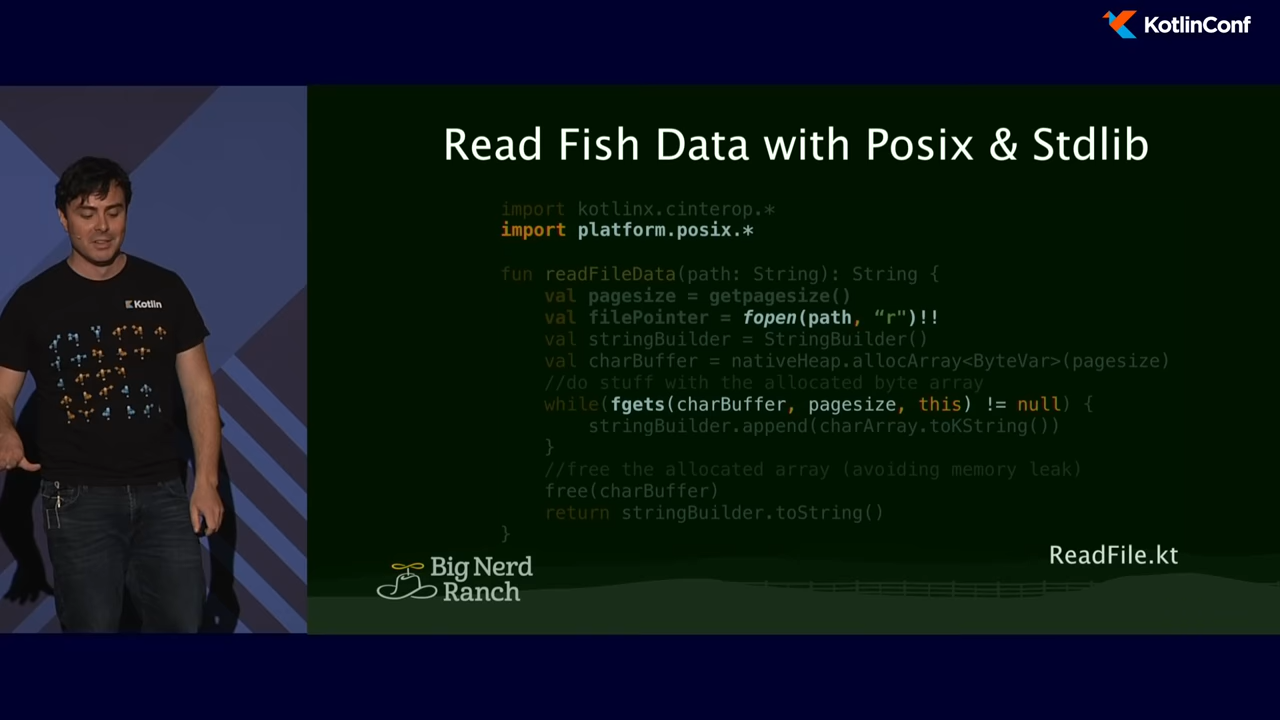 KotlinConf
Kotlin
Read Fish Data with Posix & Stdlib
import kotlinx.cinterop.*
import platform.posix.*
fun readFileData(path: String): String {
val pagesize = getpagesize()
val filePointer = fopen(path, “r")!!
val stringBuilder = StringBuilder()
val charBuffer = nativeHeap.allocArray<ByteVar>(pagesize)
//do stuff with the allocated byte array
while(fgets(charBuffer, pagesize, this) != null) {
stringBuilder.append(charArray.toKString())
}
//free the allocated array (avoiding memory leak)
free(charBuffer)
return stringBuilder.toString()
}
ReadFile.kt
Big Nerd
Ranch